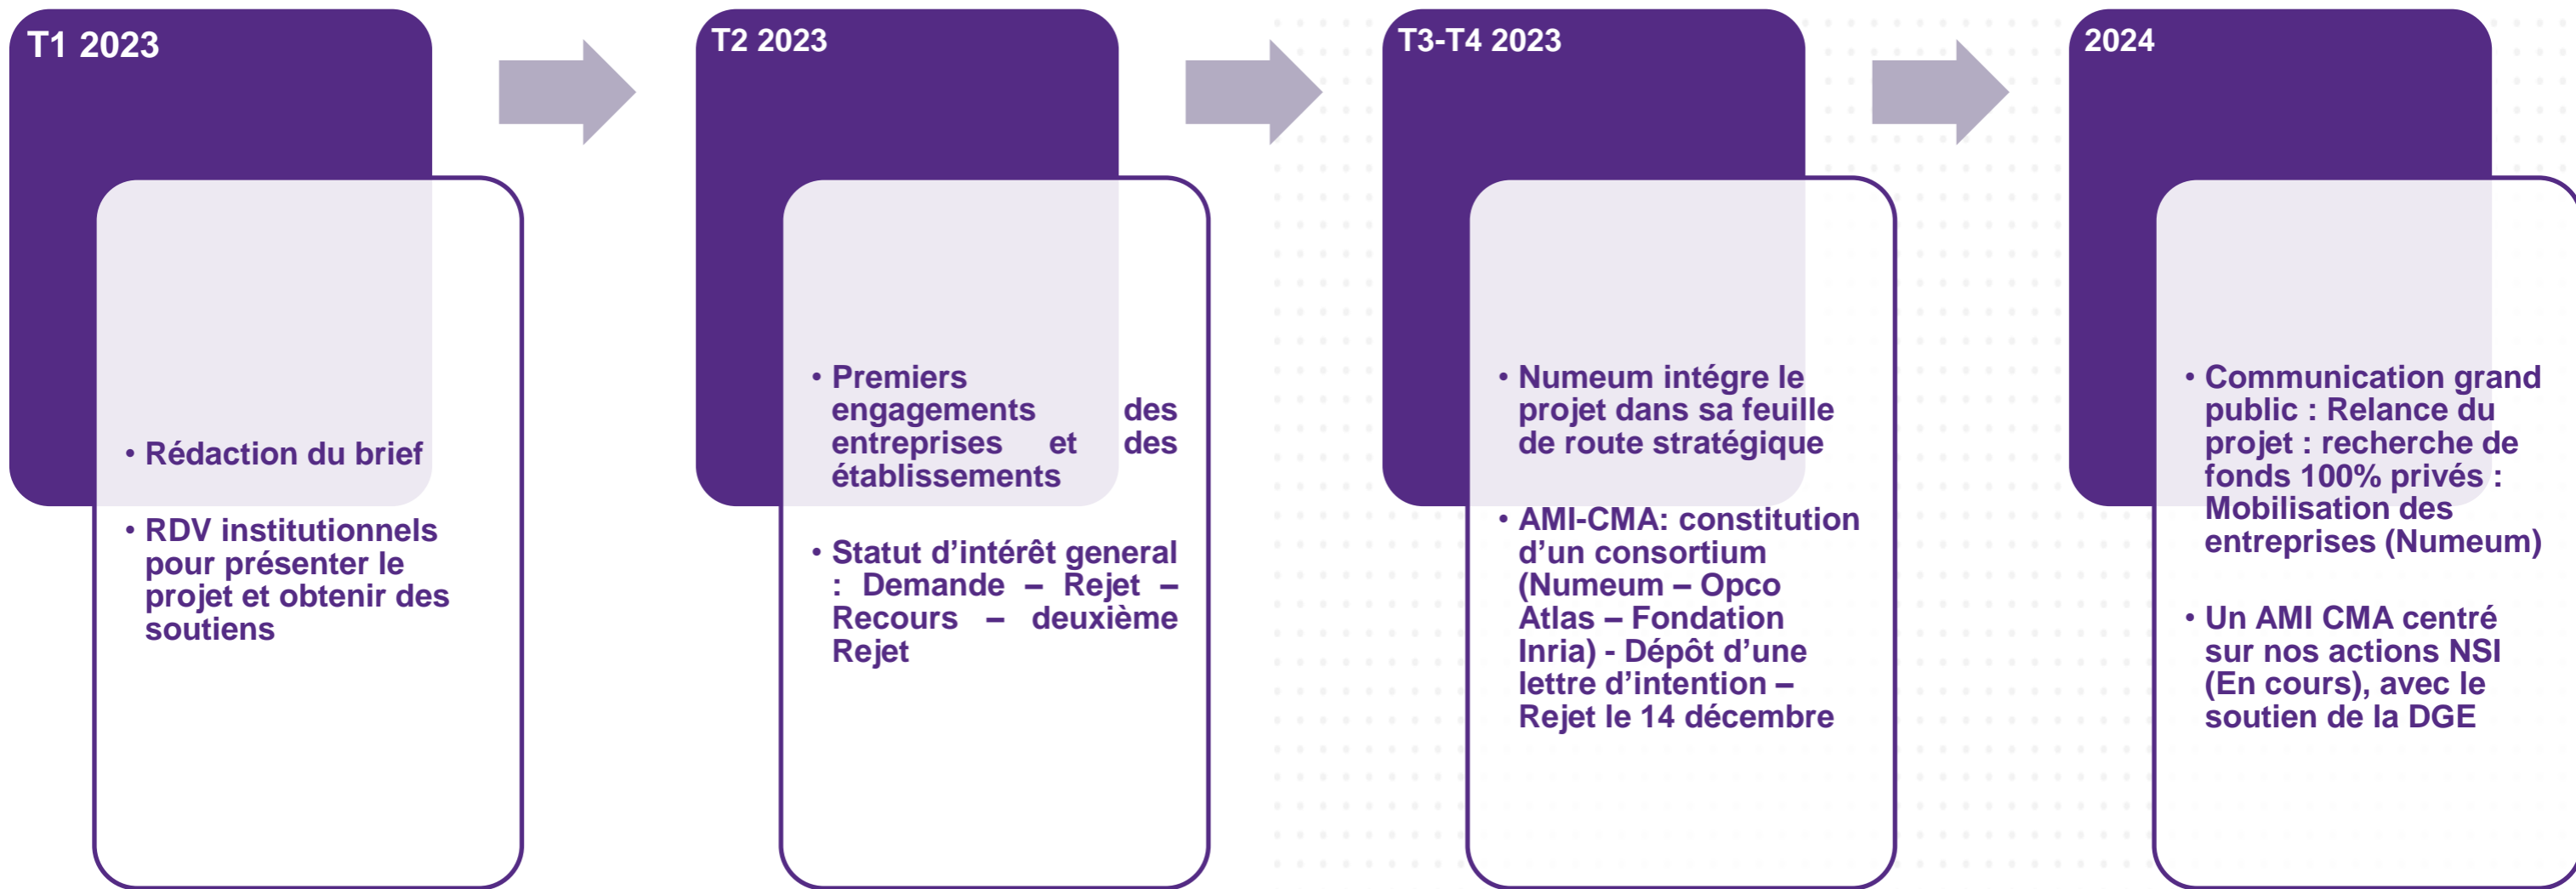 T1 2023
• Rédaction du brief
• RDV institutionnels
pour présenter le
projet et obtenir des
soutiens
T2 2023
• Premiers
engagements des
entreprises et des
établissements
• Statut d’intérêt general
: Demande – Rejet –
Recours – deuxième
Rejet
T3-T4 2023
• Numeum intégre le
projet dans sa feuille
de route stratégique
• AMI-CMA: constitution
d’un consortium
(Numeum – Opco
Atlas – Fondation
Inria) - Dépôt d’une
lettre d’intention –
Rejet le 14 décembre
2024
• Communication grand
public : Relance du
projet : recherche de
fonds 100% privés :
Mobilisation des
entreprises (Numeum)
• Un AMI CMA centré
sur nos actions NSI
(En cours), avec le
soutien de la DGE